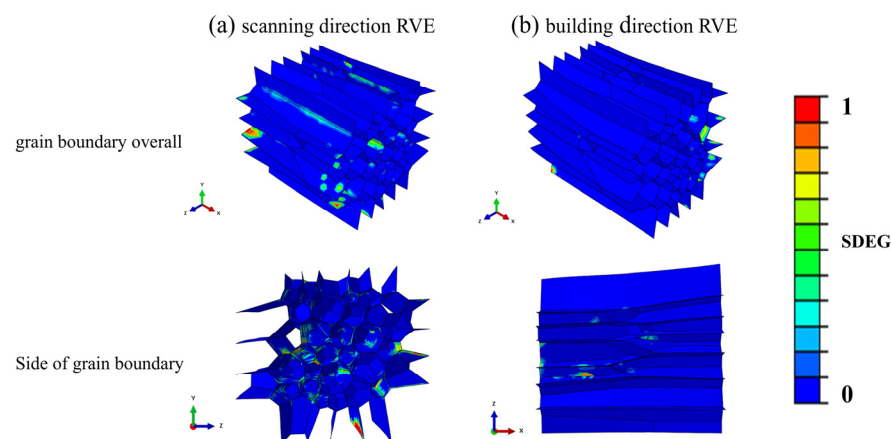 (a) scanning direction RVE
(b) building direction RVE
grain boundary overall
Y
Z
X
Y
Z
X
1
SDEG
0
Side of grain boundary
Y
Z
Z
X